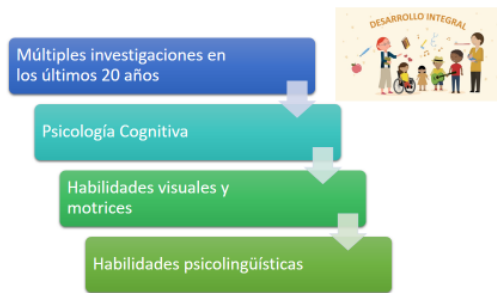 DESARROLLO INTEGRAL
Múltiples investigaciones en
los últimos 20 años
Psicología Cognitiva
Habilidades visuales y
motrices
Habilidades psicolingüísticas